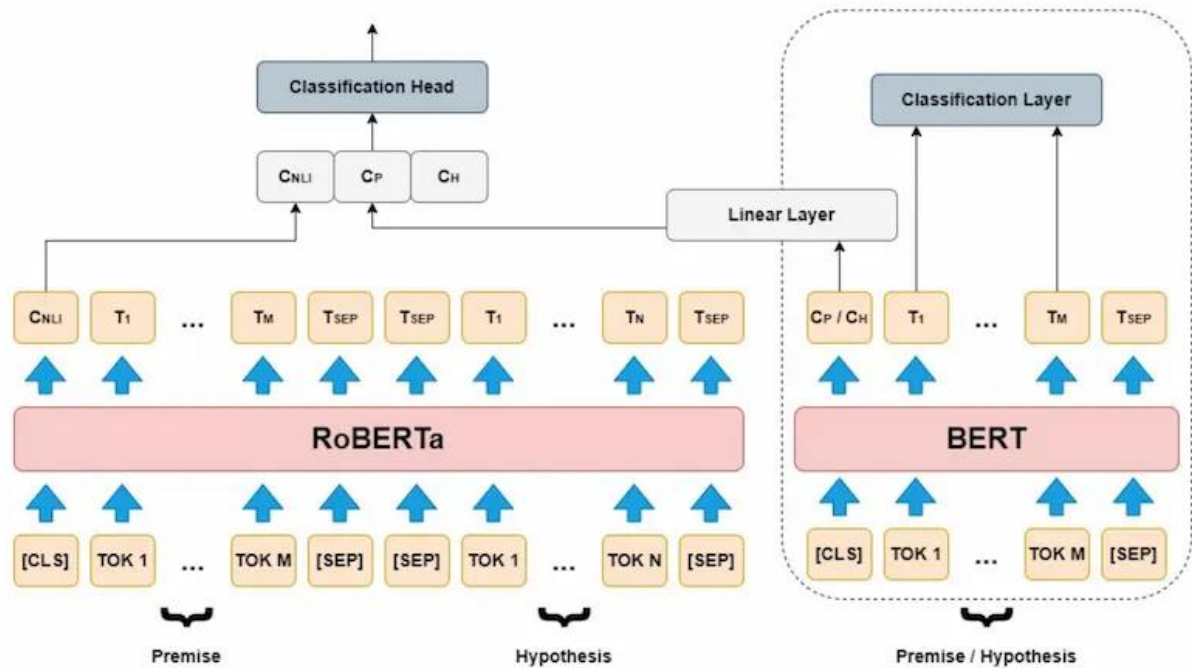 Classification Head
Classification Layer
CNLI CP CH
Linear Layer
CNLI T1 ... TM TSEP TSEP T1 ... TN TSEP
CP / CH T1 ... TM TSEP
RoBERTa
BERT
[CLS] TOK 1 ... TOK M [SEP] [SEP] TOK 1 ... TOK N [SEP]
[CLS] TOK 1 ... TOK M [SEP]
Premise
Hypothesis
Premise / Hypothesis